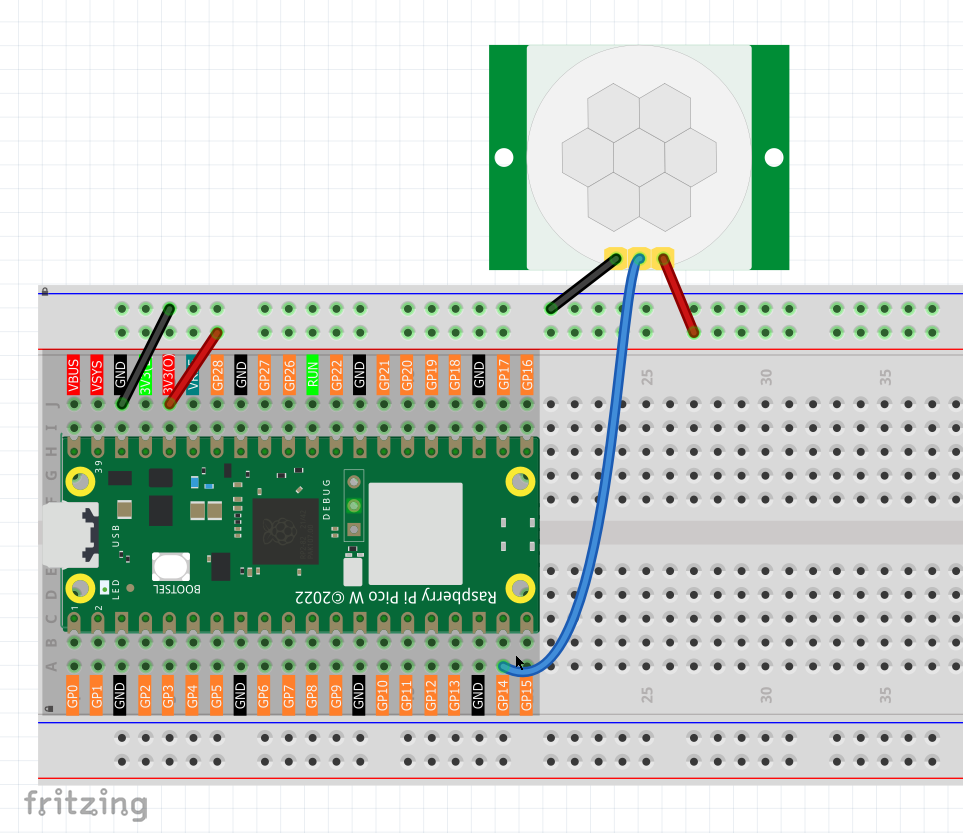 VBUS VSYS GND 3V3( 3V3(O) GP28 GND GP27 GP26 RUN GP22 GND GP21 GP20 GP19 GP18 GND GP17 GP16
25 30 35
J
I
H
G
F
39
USB
DEBUG
BOOTSEL
LED
1 2
Raspberry Pi Pico W ©2022
E
D
C
B
A
GP0 GP1 GND GP2 GP3 GP4 GP5 GND GP6 GP7 GP8 GP9 GND GP10 GP11 GP12 GP13 GND GP14 GP15
25 30 35
fritzing